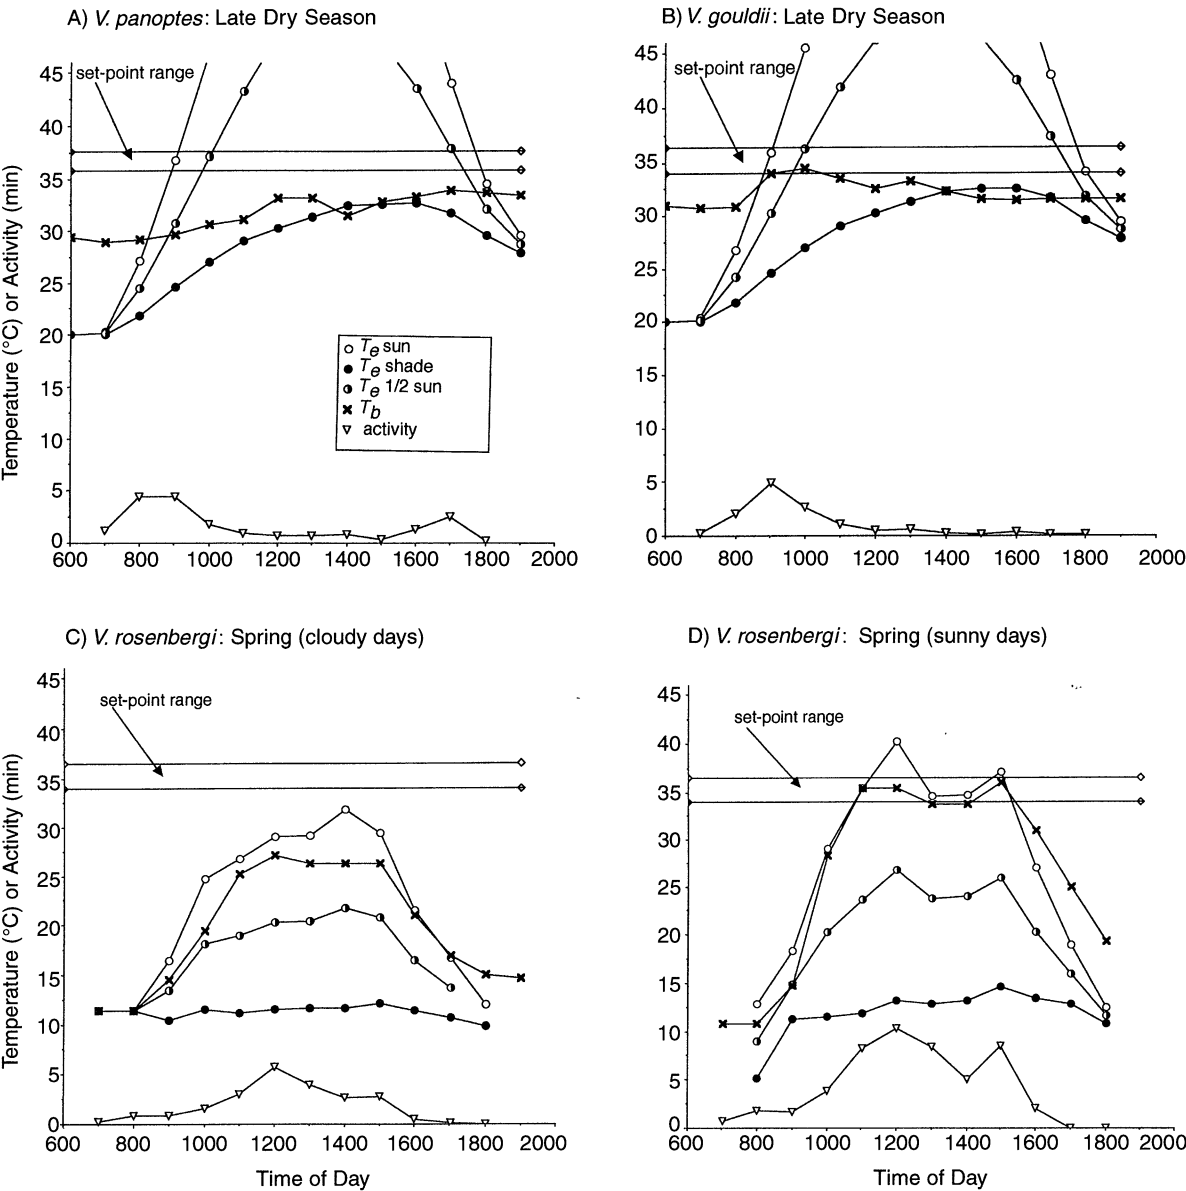 A) V. panoptes: Late Dry Season
set-point range
45
40
35
30
25
20
15
10
5
0
Temperature (°C) or Activity (min)
Te sun
Te shade
Te 1/2 sun
Tb
activity
600 800 1000 1200 1400 1600 1800 2000
B) V. gouldii: Late Dry Season
set-point range
45
40
35
30
25
20
15
10
5
0
600 800 1000 1200 1400 1600 1800 2000
C) V. rosenbergi: Spring (cloudy days)
set-point range
45
40
35
30
25
20
15
10
5
0
Temperature (°C) or Activity (min)
600 800 1000 1200 1400 1600 1800 2000
Time of Day
D) V. rosenbergi: Spring (sunny days)
set-point range
45
40
35
30
25
20
15
10
5
0
600 800 1000 1200 1400 1600 1800 2000
Time of Day